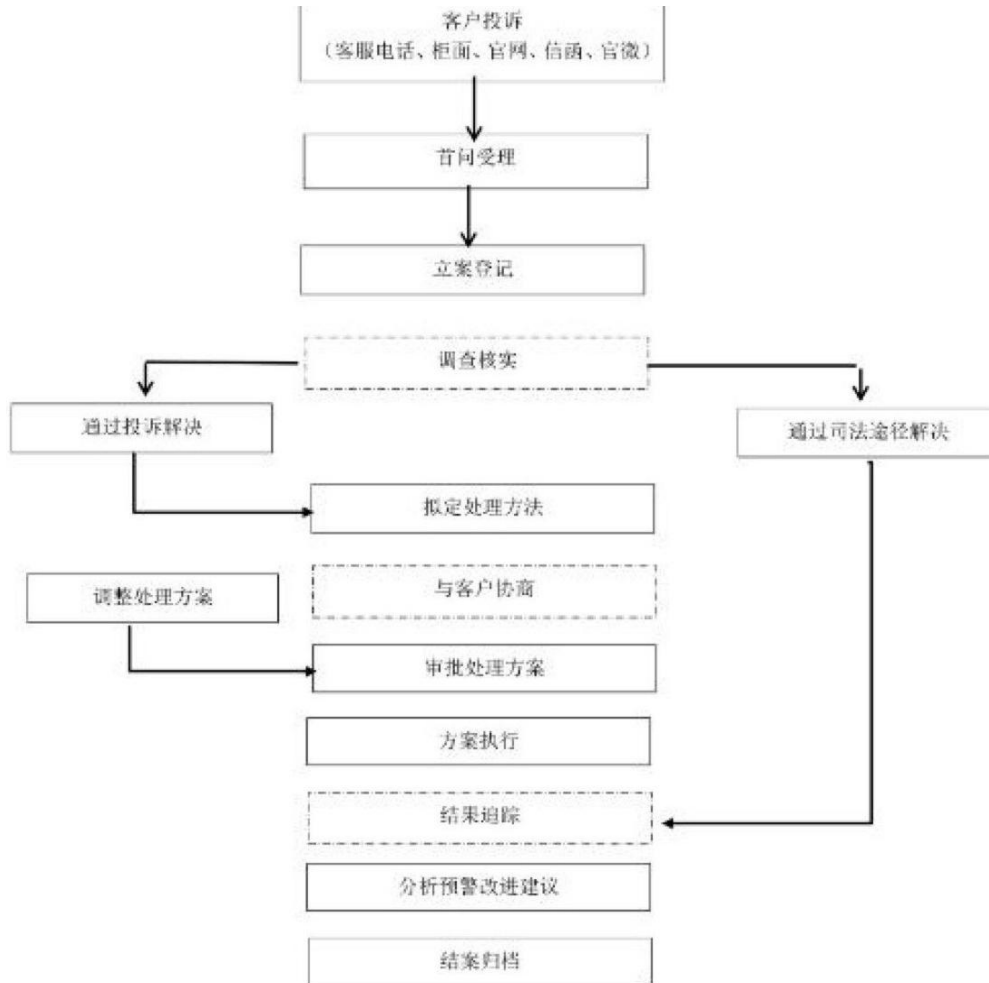 客户投诉
（客服电话、柜面、官网、信函、官微）
首问受理
立案登记
调查核实
通过投诉解决
通过司法途径解决
拟定处理方法
调整处理方案
与客户协商
审批处理方案
方案执行
结果追踪
分析预警改进建议
结案归档